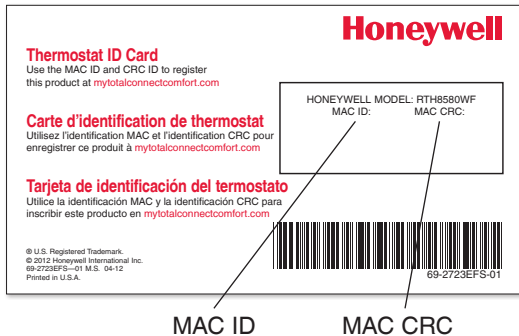 Honeywell
Thermostat ID Card
Use the MAC ID and CRC ID to register
this product at mytotalconnectcomfort.com
HONEYWELL MODEL: RTH8580WF
MAC ID: MAC CRC:
Carte d'identification de thermostat
Utilisez l'identification MAC et l'identification CRC pour
enregistrer ce produit à mytotalconnectcomfort.com
Tarjeta de identificación del termostato
Utilice la identificación MAC y la identificación CRC para
inscribir este producto en mytotalconnectcomfort.com
® U.S. Registered Trademark.
© 2012 Honeywell International Inc.
69-2723EFS—01 M.S. 04-12
Printed in U.S.A.
69-2723EFS-01
MAC ID MAC CRC